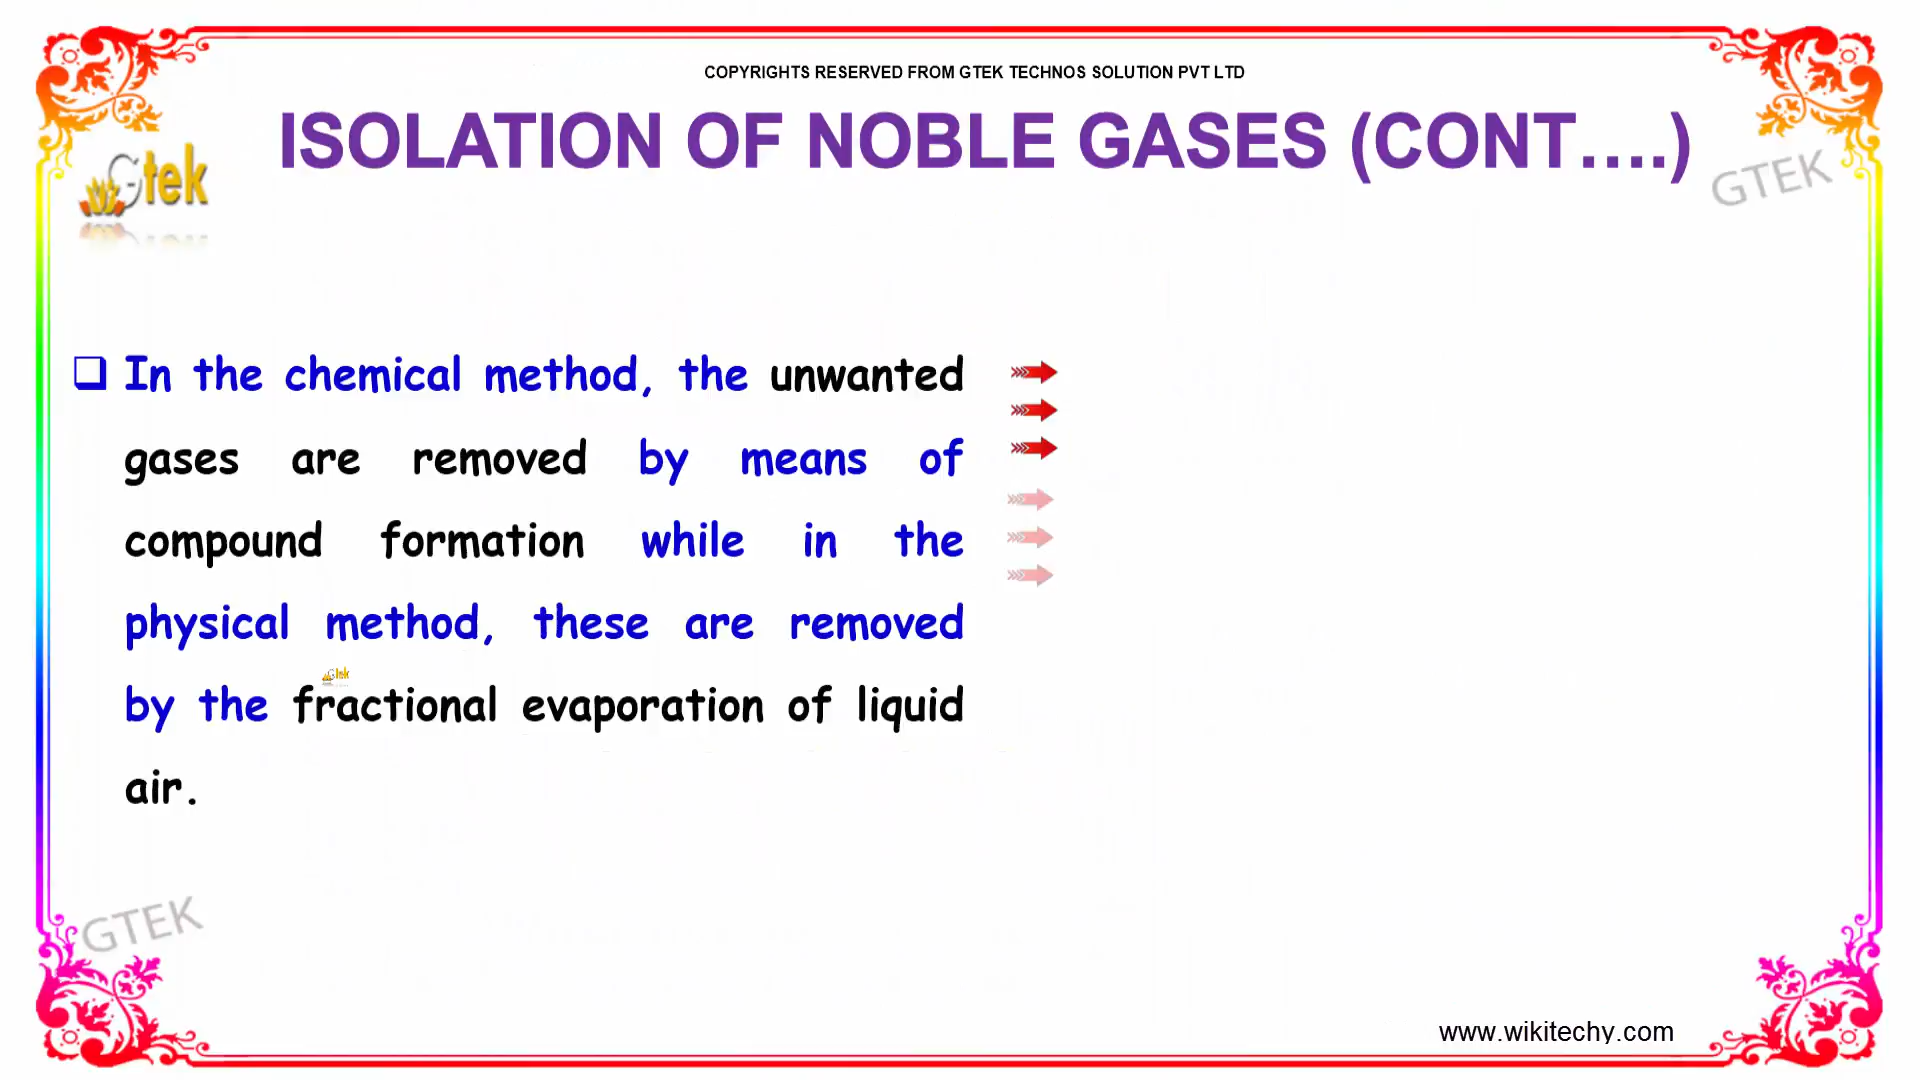 COPYRIGHTS RESERVED FROM GTEK TECHNOS SOLUTION PVT LTD
ISOLATION OF NOBLE GASES (CONT....)
Gtek
GTEK
In the chemical method, the unwanted
gases are removed by means of
compound formation while in the
physical method, these are removed
Gtek
by the fractional evaporation of liquid
air.
GTEK
www.wikitechy.com